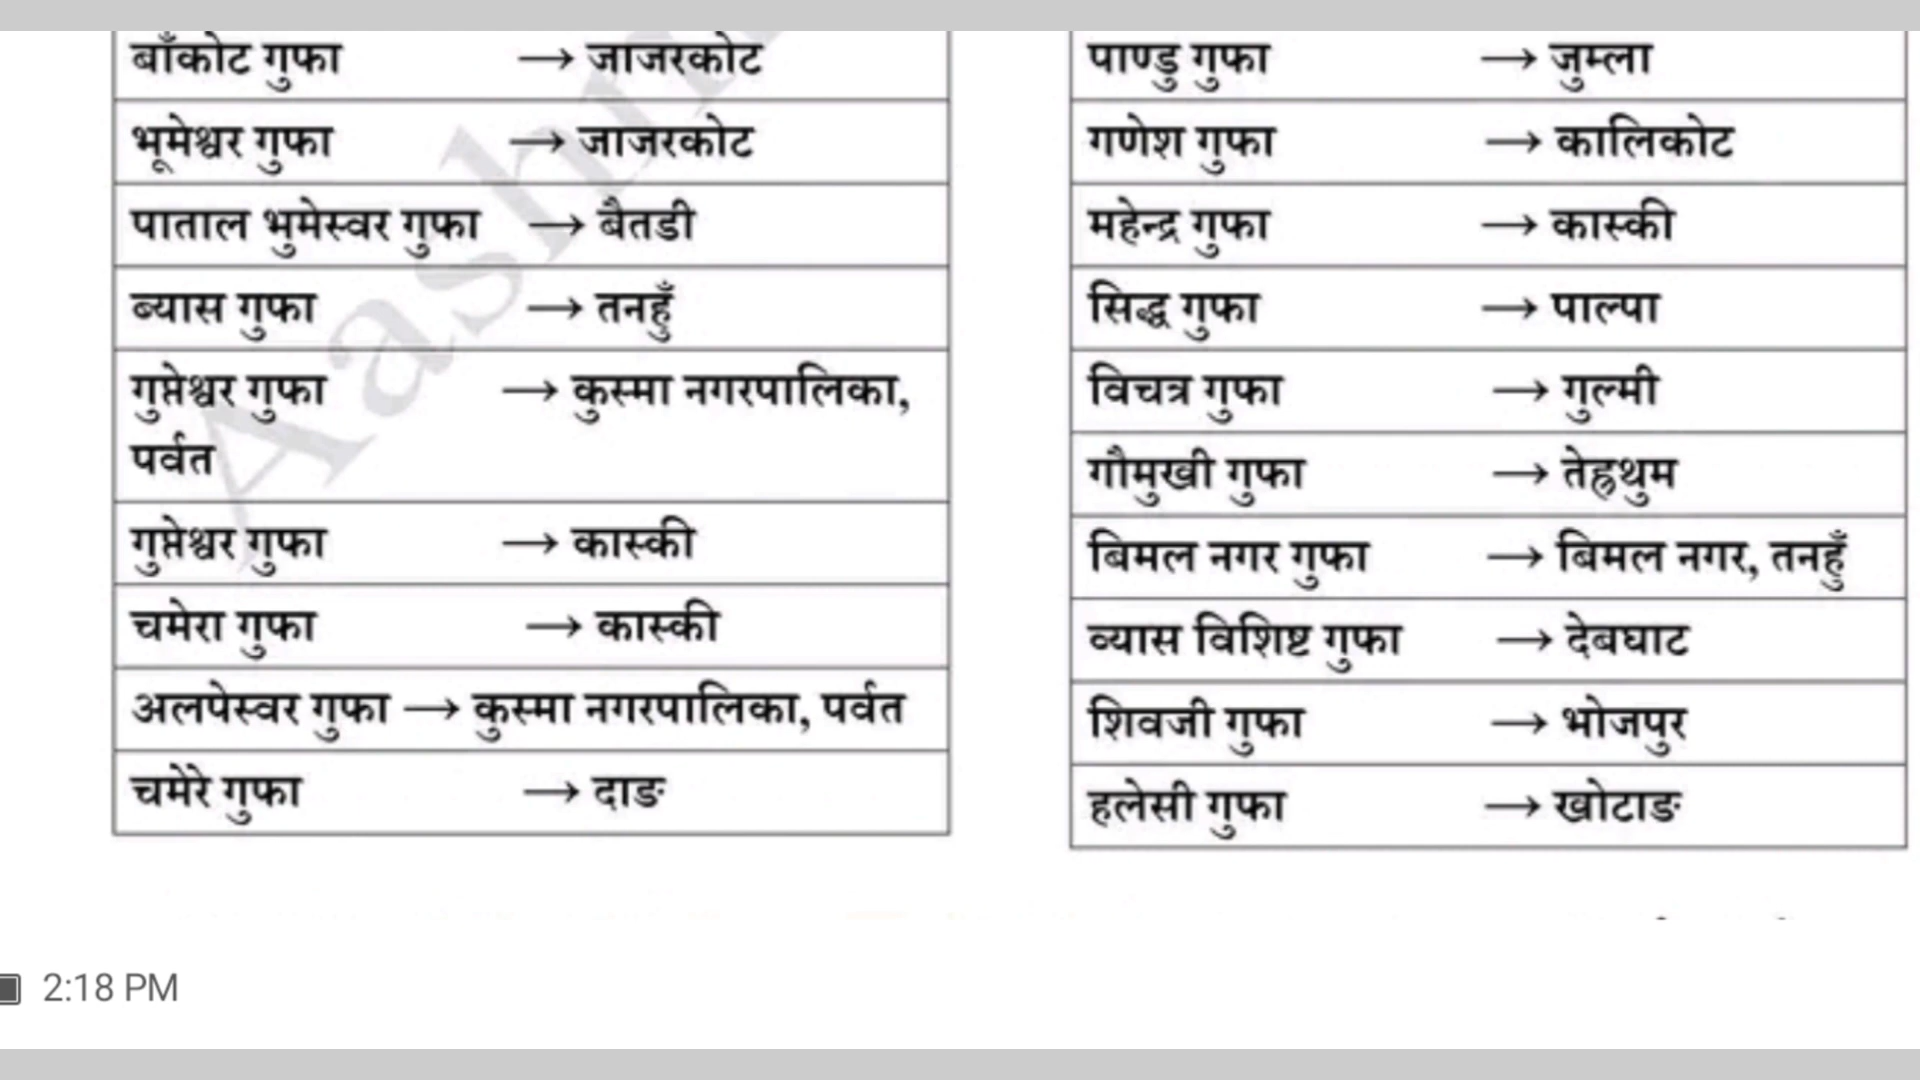 बाँकोट गुफा → जाजरकोट
भूमेश्वर गुफा → जाजरकोट
पाताल भुमेस्वर गुफा → बैतडी
ब्यास गुफा → तनहुँ
गुप्तेश्वर गुफा → कुस्मा नगरपालिका,
पर्वत
गुप्तेश्वर गुफा → कास्की
चमेरा गुफा → कास्की
अलपेस्वर गुफा → कुस्मा नगरपालिका, पर्वत
चमेरे गुफा → दाङ
पाण्डु गुफा → जुम्ला
गणेश गुफा → कालिकोट
महेन्द्र गुफा → कास्की
सिद्ध गुफा → पाल्पा
विचत्र गुफा → गुल्मी
गौमुखी गुफा → तेह्रथुम
बिमल नगर गुफा → बिमल नगर, तनहुँ
व्यास विशिष्ट गुफा → देबघाट
शिवजी गुफा → भोजपुर
हलेसी गुफा → खोटाङ
2:18 PM